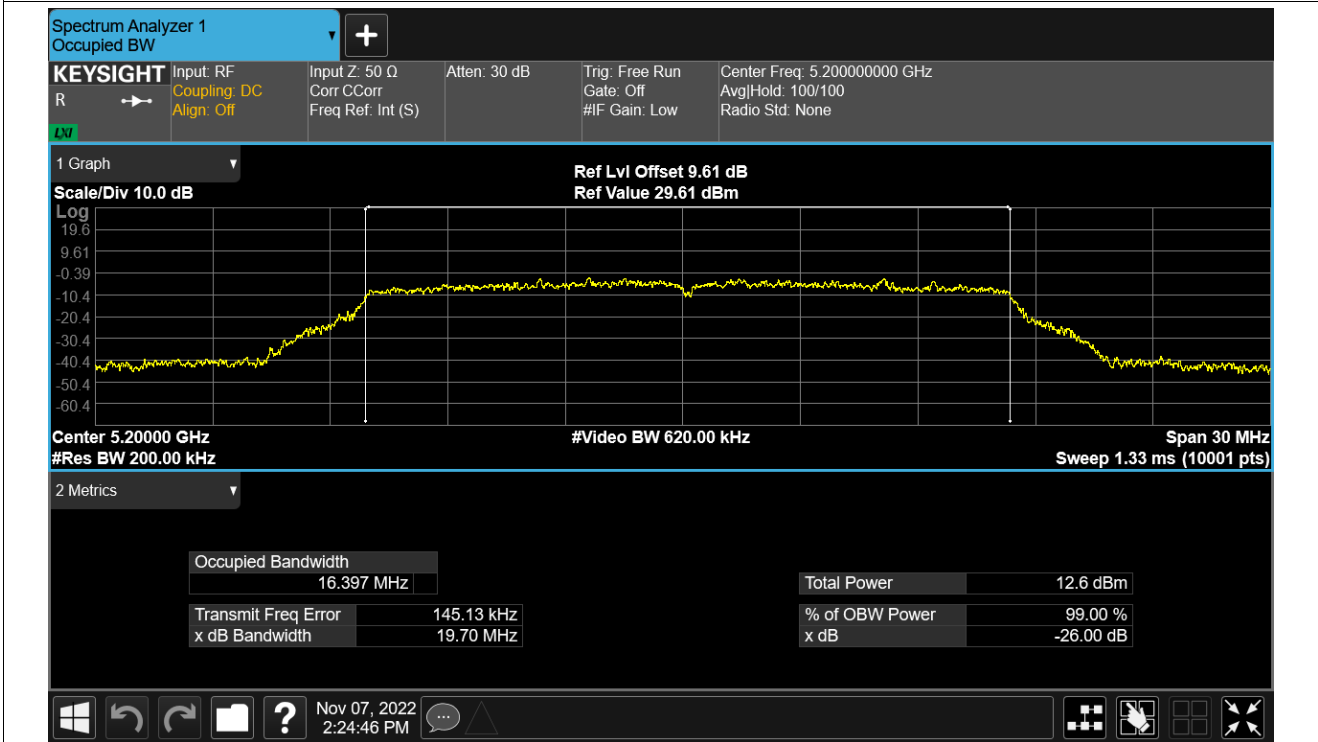 Spectrum Analyzer 1
Occupied BW
KEYSIGHT
R
LXI
Input: RF
Coupling: DC
Align: Off
Input Z: 50 Ω
Corr CCorr
Freq Ref: Int (S)
Atten: 30 dB
Trig: Free Run
Gate: Off
#IF Gain: Low
Center Freq: 5.200000000 GHz
Avg|Hold: 100/100
Radio Std: None
1 Graph
Scale/Div 10.0 dB
Ref Lvl Offset 9.61 dB
Ref Value 29.61 dBm
Log
19.6
9.61
-0.39
-10.4
-20.4
-30.4
-40.4
-50.4
-60.4
Center 5.20000 GHz
#Video BW 620.00 kHz
Span 30 MHz
#Res BW 200.00 kHz
Sweep 1.33 ms (10001 pts)
2 Metrics
Occupied Bandwidth
16.397 MHz
Total Power 12.6 dBm
Transmit Freq Error 145.13 kHz
% of OBW Power 99.00 %
x dB Bandwidth 19.70 MHz
x dB -26.00 dB
?
Nov 07, 2022
2:24:46 PM